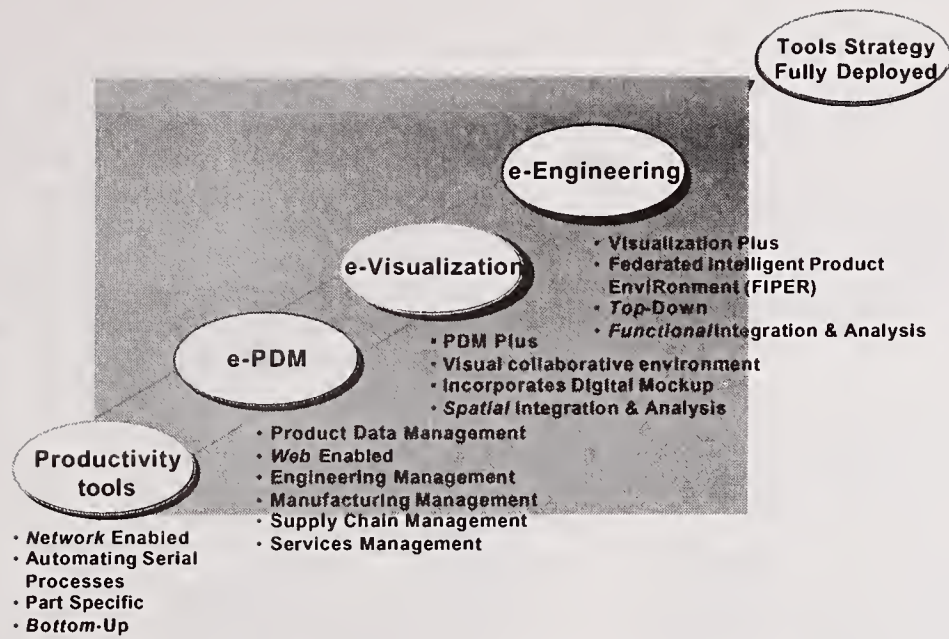 Tools Strategy
Fully Deployed
e-Engineering
• Visualization Plus
• Federated Intelligent Product
EnviRonment (FIPER)
• Top-Down
• Functional Integration & Analysis
e-Visualization
• PDM Plus
• Visual collaborative environment
• Incorporates Digital Mockup
• Spatial Integration & Analysis
e-PDM
• Product Data Management
• Web Enabled
• Engineering Management
• Manufacturing Management
• Supply Chain Management
• Services Management
Productivity
tools
• Network Enabled
• Automating Serial
Processes
• Part Specific
• Bottom-Up